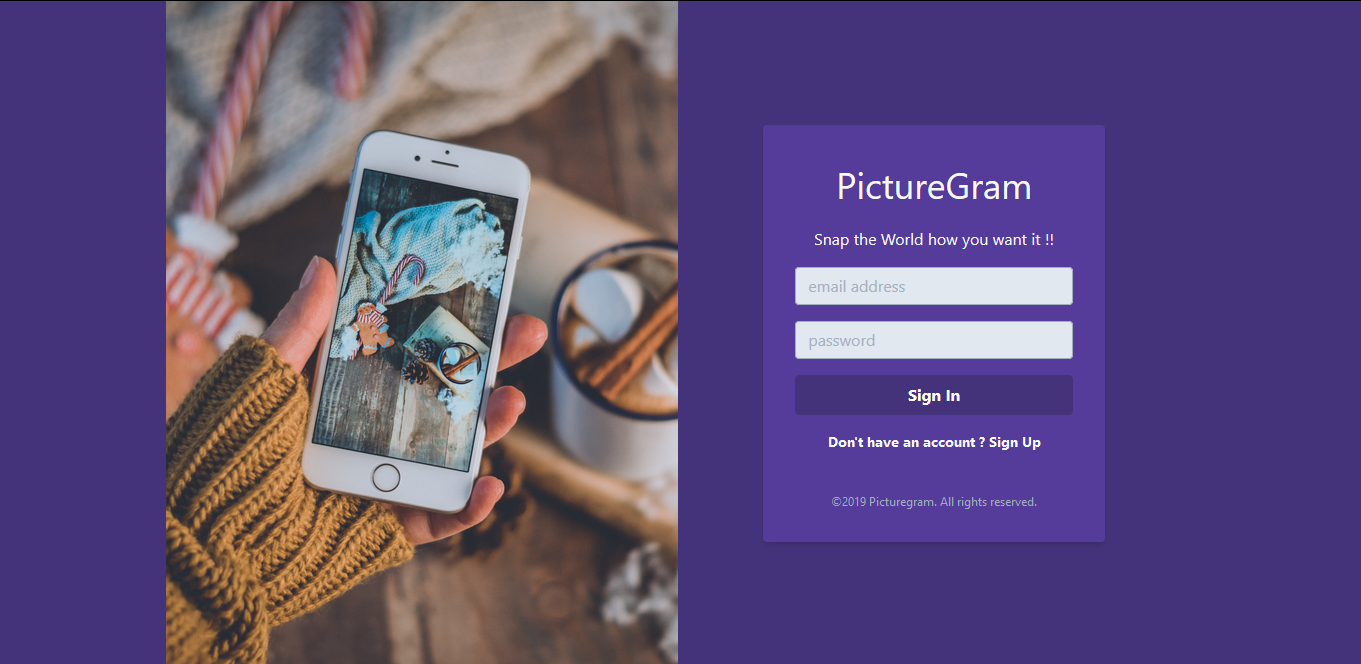 PictureGram
Snap the World how you want it !!
email address
password
Sign In
Don't have an account ? Sign Up
©2019 Picturegram. All rights reserved.